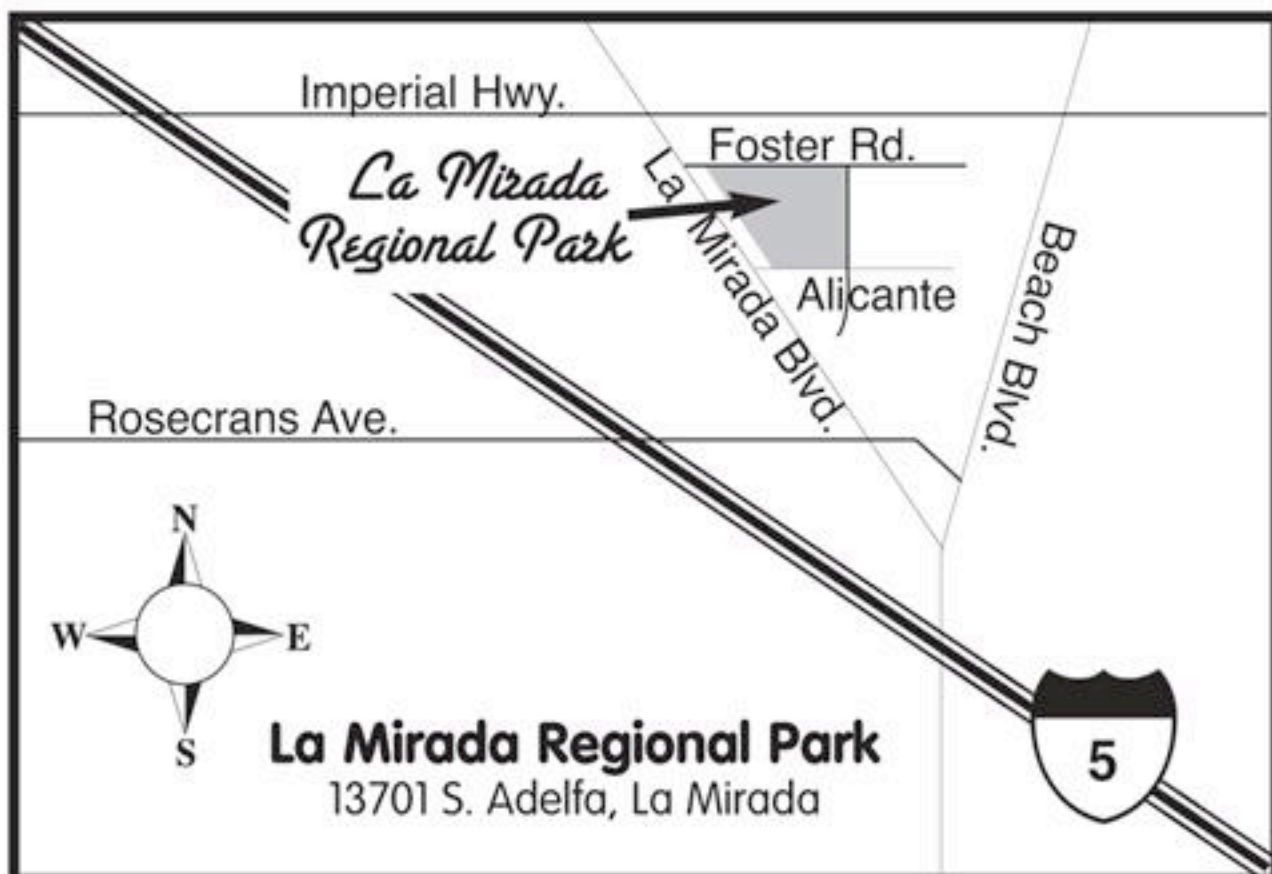 Imperial Hwy.
Foster Rd.
La Mirada
Regional Park
La Mirada Blvd.
Alicante
Beach Blvd.
Rosecrans Ave.
N
W
E
S
La Mirada Regional Park
13701 S. Adelfa, La Mirada
5